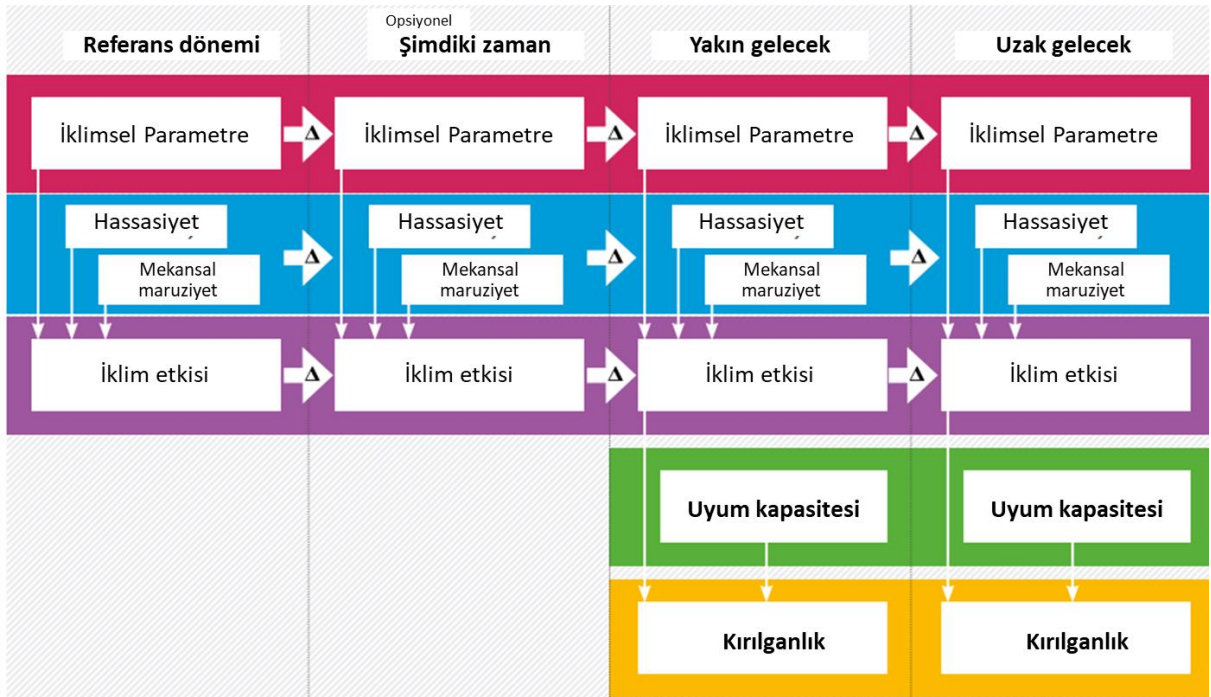 Opsiyonel
Referans dönemi
Şimdiki zaman
Yakın gelecek
Uzak gelecek
İklimsel Parametre
Δ
İklimsel Parametre
Δ
İklimsel Parametre
Δ
İklimsel Parametre
Hassasiyet
Mekansal
maruziyet
Δ
Hassasiyet
Mekansal
maruziyet
Δ
Hassasiyet
Mekansal
maruziyet
Δ
Hassasiyet
Mekansal
maruziyet
İklim etkisi
Δ
İklim etkisi
Δ
İklim etkisi
Δ
İklim etkisi
Uyum kapasitesi
Uyum kapasitesi
Kırılganlık
Kırılganlık